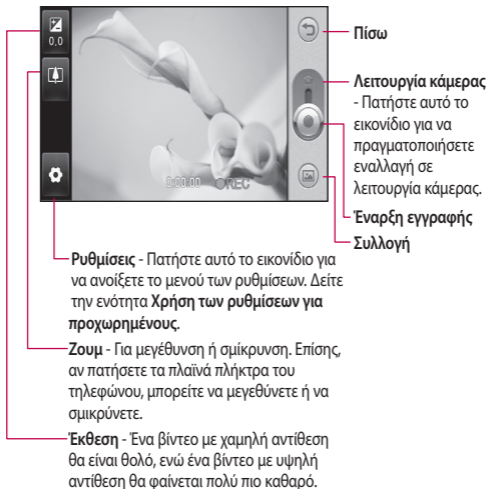 0,0
0:00:00 REC
Πίσω
Λειτουργία κάμερας
- Πατήστε αυτό το
εικονίδιο για να
πραγματοποιήσετε
εναλλαγή σε
λειτουργία κάμερας.
Έναρξη εγγραφής
Συλλογή
Ρυθμίσεις - Πατήστε αυτό το εικονίδιο για
να ανοίξετε το μενού των ρυθμίσεων. Δείτε
την ενότητα Χρήση των ρυθμίσεων για
προχωρημένους.
Ζουμ - Για μεγέθυνση ή σμίκρυνση. Επίσης,
αν πατήσετε τα πλαϊνά πλήκτρα του
τηλεφώνου, μπορείτε να μεγεθύνετε ή να
σμικρύνετε.
Έκθεση - Ένα βίντεο με χαμηλή αντίθεση
θα είναι θολό, ενώ ένα βίντεο με υψηλή
αντίθεση θα φαίνεται πολύ πιο καθαρό.